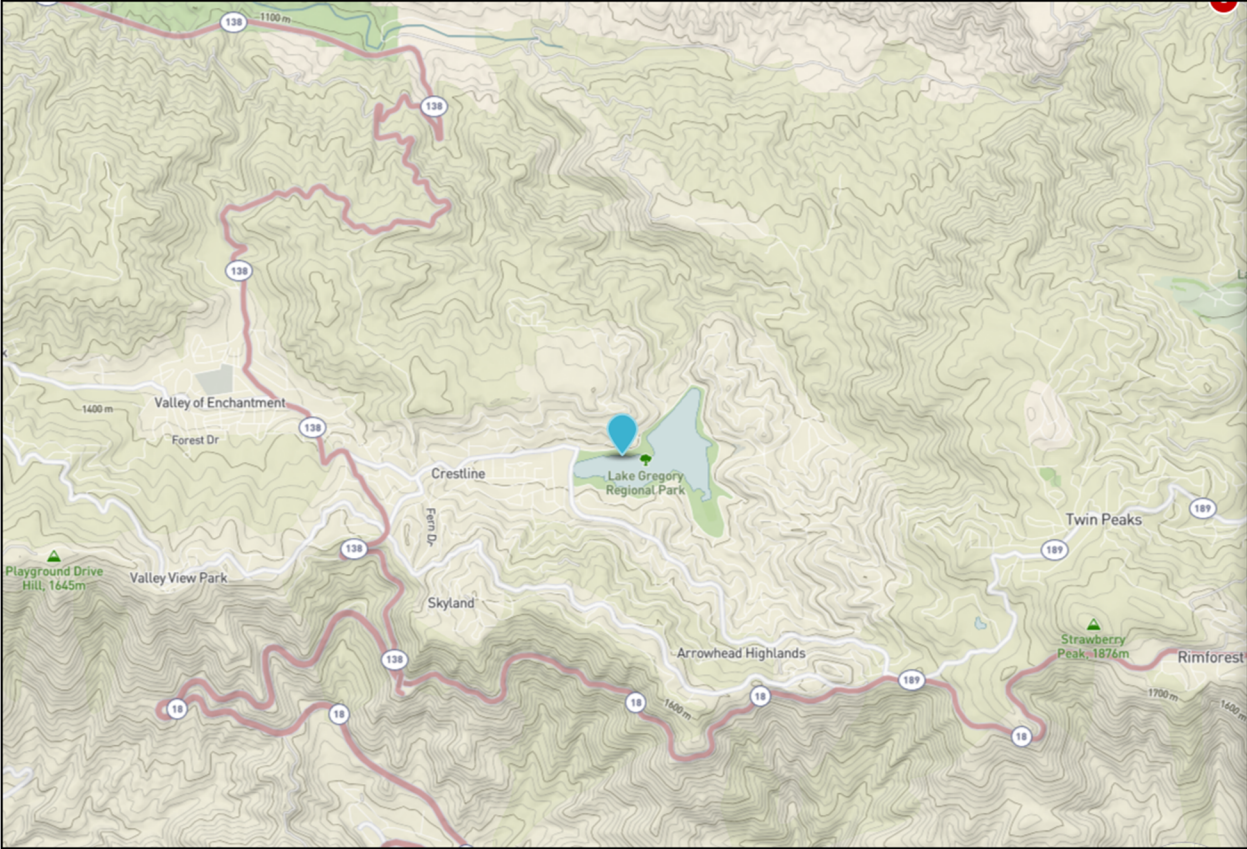 138
1100 m
138
138
Valley of Enchantment
1400 m
138
Forest Dr
Crestline
Lake Gregory
Regional Park
Fern Dr
189
Twin Peaks
138
189
Playground Drive
Hill, 1645m
Valley View Park
Skyland
Strawberry
Peak, 1876m
Arrowhead Highlands
138
Rimforest
189
18
18
18
18
1600 m
1700 m
1600 m
18